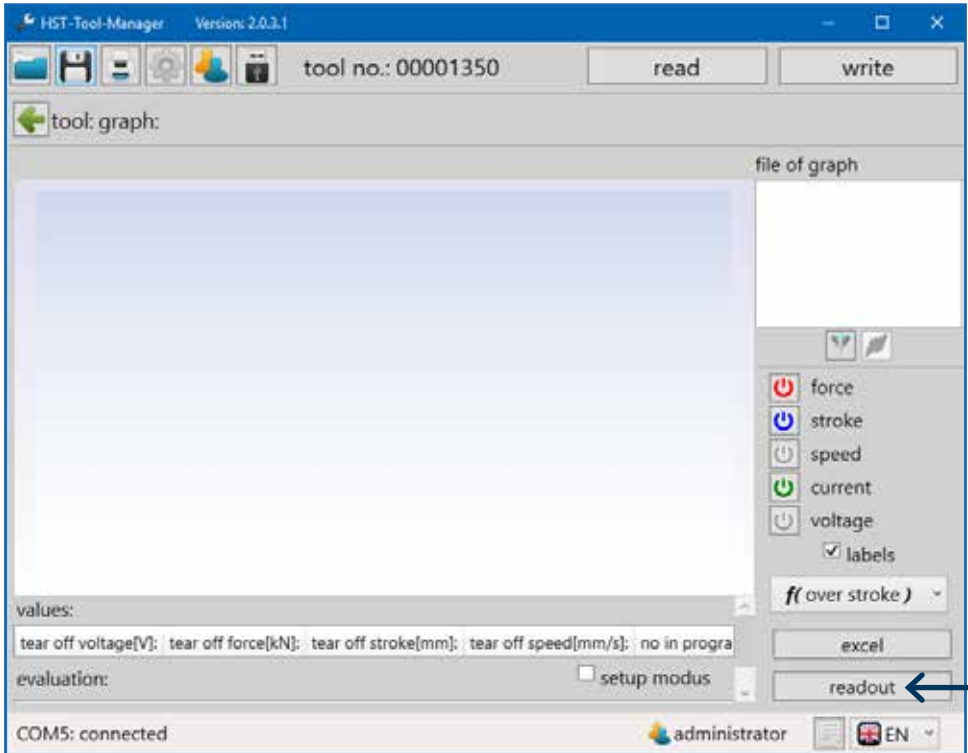 HST-Tool-Manager Version: 2.0.3.1
tool no.: 00001350 read write
tool: graph:
file of graph
force
stroke
speed
current
voltage
labels
f( over stroke )
values:
tear off voltage[V]; tear off force[kN]; tear off stroke[mm]; tear off speed[mm/s]; no in progra
excel
evaluation: setup modus
readout
COM5: connected administrator EN